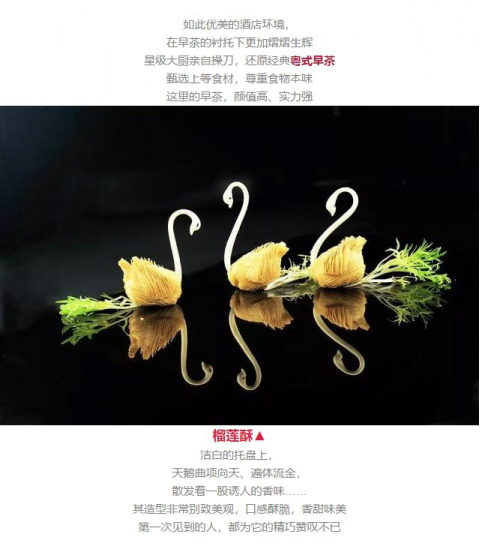 如此优美的酒店环境，
在早茶的衬托下更加熠熠生辉
星级大厨亲自操刀，还原经典粤式早茶
甄选上等食材，尊重食物本味
这里的早茶，颜值高、实力强
榴莲酥▲
洁白的托盘上，
天鹅曲项向天、遍体流金，
散发着一股诱人的香味……
其造型非常别致美观，口感酥脆，香甜味美
第一次见到的人，都为它的精巧赞叹不已